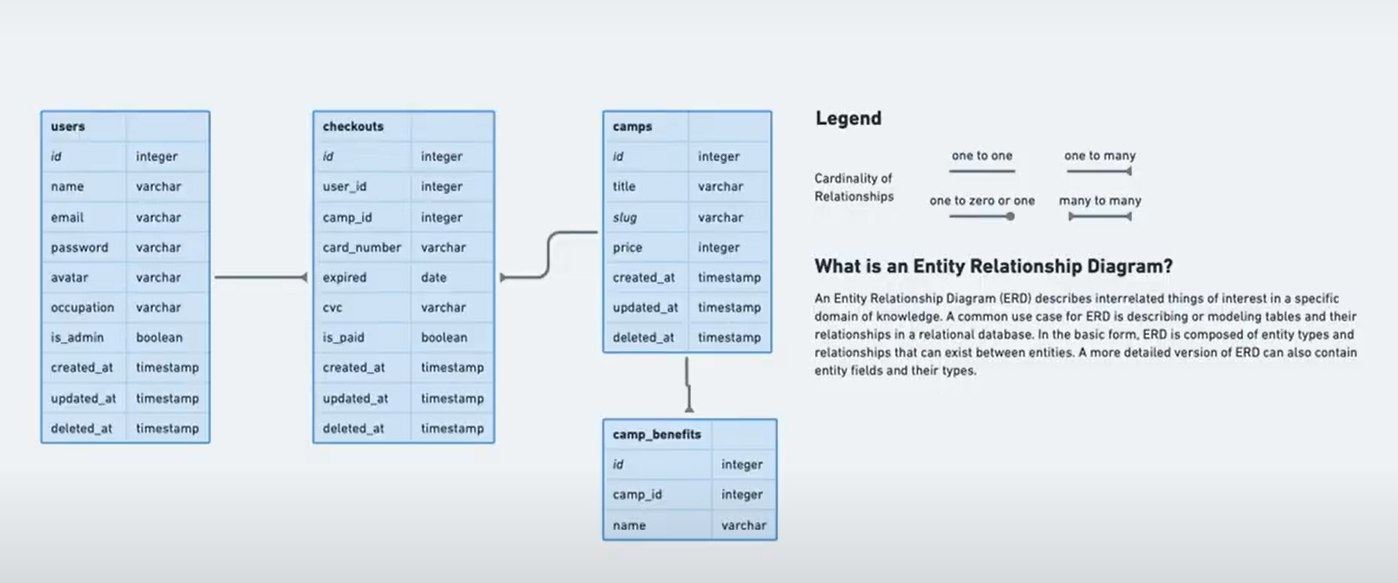 users
id integer
name varchar
email varchar
password varchar
avatar varchar
occupation varchar
is_admin boolean
created_at timestamp
updated_at timestamp
deleted_at timestamp
checkouts
id integer
user_id integer
camp_id integer
card_number varchar
expired date
cvc varchar
is_paid boolean
created_at timestamp
updated_at timestamp
deleted_at timestamp
camps
id integer
title varchar
slug varchar
price integer
created_at timestamp
updated_at timestamp
deleted_at timestamp
camp_benefits
id integer
camp_id integer
name varchar
Legend
Cardinality of
Relationships
one to one
one to many
one to zero or one
many to many
What is an Entity Relationship Diagram?
An Entity Relationship Diagram (ERD) describes interrelated things of interest in a specific
domain of knowledge. A common use case for ERD is describing or modeling tables and their
relationships in a relational database. In the basic form, ERD is composed of entity types and
relationships that can exist between entities. A more detailed version of ERD can also contain
entity fields and their types.